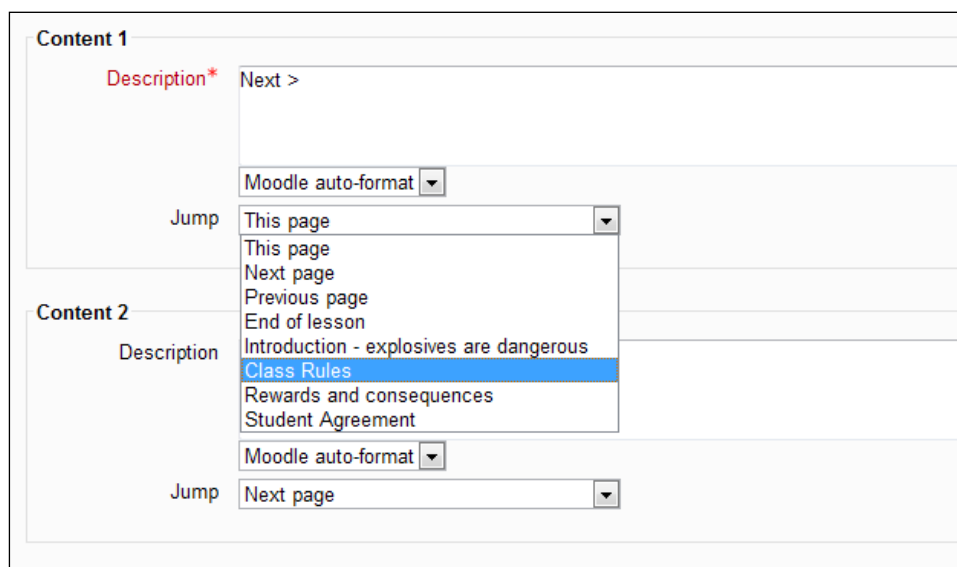 Content 1
Description*
Next >
Moodle auto-format
Jump
This page
This page
Next page
Previous page
End of lesson
Introduction - explosives are dangerous
Class Rules
Rewards and consequences
Student Agreement
Content 2
Description
Moodle auto-format
Jump
Next page